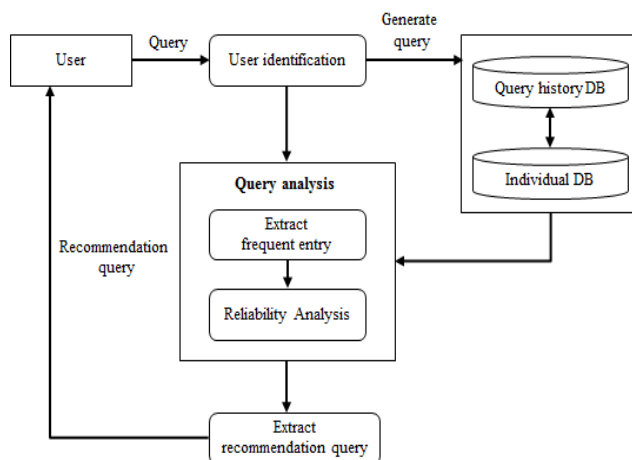 Generate
query
Query
User
User identification
Query history DB
Individual DB
Query analysis
Extract
frequent entry
Reliability Analysis
Recommendation
query
Extract
recommendation query